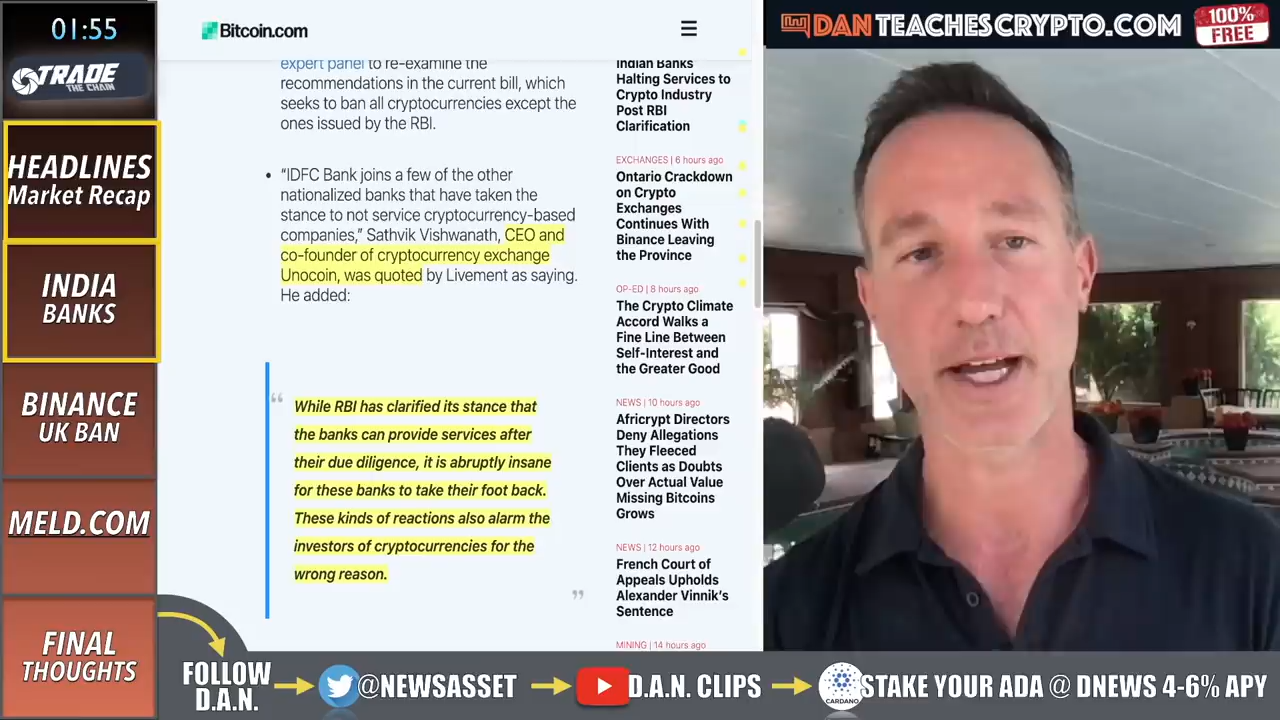 01:55
TRADE
THE CHAIN
HEADLINES
Market Recap
INDIA
BANKS
BINANCE
UK BAN
MELD.COM
FINAL
THOUGHTS
Bitcoin.com
expert panel to re-examine the
recommendations in the current bill, which
seeks to ban all cryptocurrencies except the
ones issued by the RBI.
• “IDFC Bank joins a few of the other
nationalized banks that have taken the
stance to not service cryptocurrency-based
companies,” Sathvik Vishwanath, CEO and
co-founder of cryptocurrency exchange
Unocoin, was quoted by Livement as saying.
He added:
“
While RBI has clarified its stance that
the banks can provide services after
their due diligence, it is abruptly insane
for these banks to take their foot back.
These kinds of reactions also alarm the
investors of cryptocurrencies for the
wrong reason.
”
Indian Banks
Halting Services to
Crypto Industry
Post RBI
Clarification
EXCHANGES | 6 hours ago
Ontario Crackdown
on Crypto
Exchanges
Continues With
Binance Leaving
the Province
OP-ED | 8 hours ago
The Crypto Climate
Accord Walks a
Fine Line Between
Self-Interest and
the Greater Good
NEWS | 10 hours ago
Africrypt Directors
Deny Allegations
They Fleeced
Clients as Doubts
Over Actual Value
Missing Bitcoins
Grows
NEWS | 12 hours ago
French Court of
Appeals Upholds
Alexander Vinnik’s
Sentence
MINING | 14 hours ago
DANTEACHESCRYPTO.COM
100%
FREE
FOLLOW
D.A.N.
@NEWSASSET
D.A.N. CLIPS
CARDANO
STAKE YOUR ADA @ DNEWS 4-6% APY